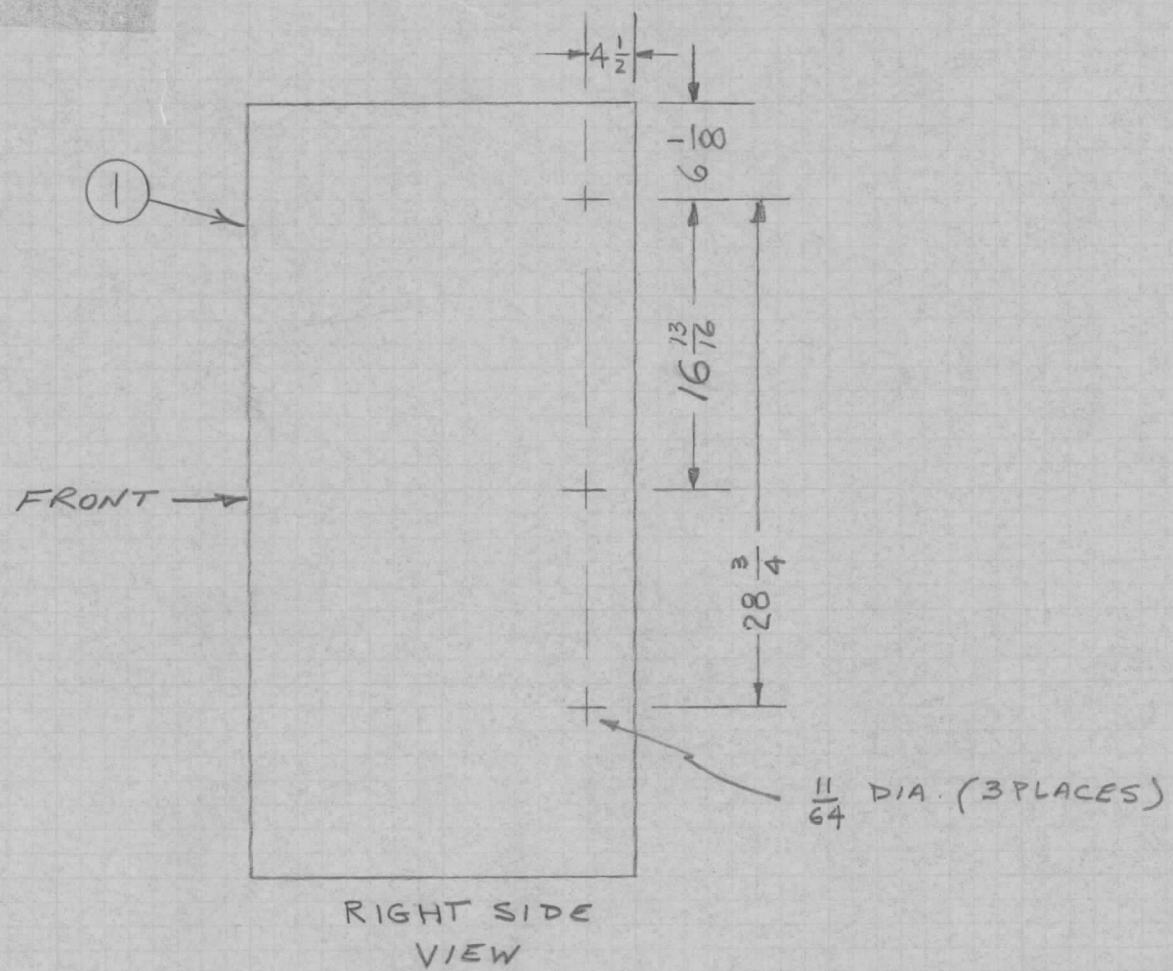 4 1/2
6 1/8
1
16 13/16
FRONT
28 3/4
11/64 DIA. (3 PLACES)
RIGHT SIDE
VIEW